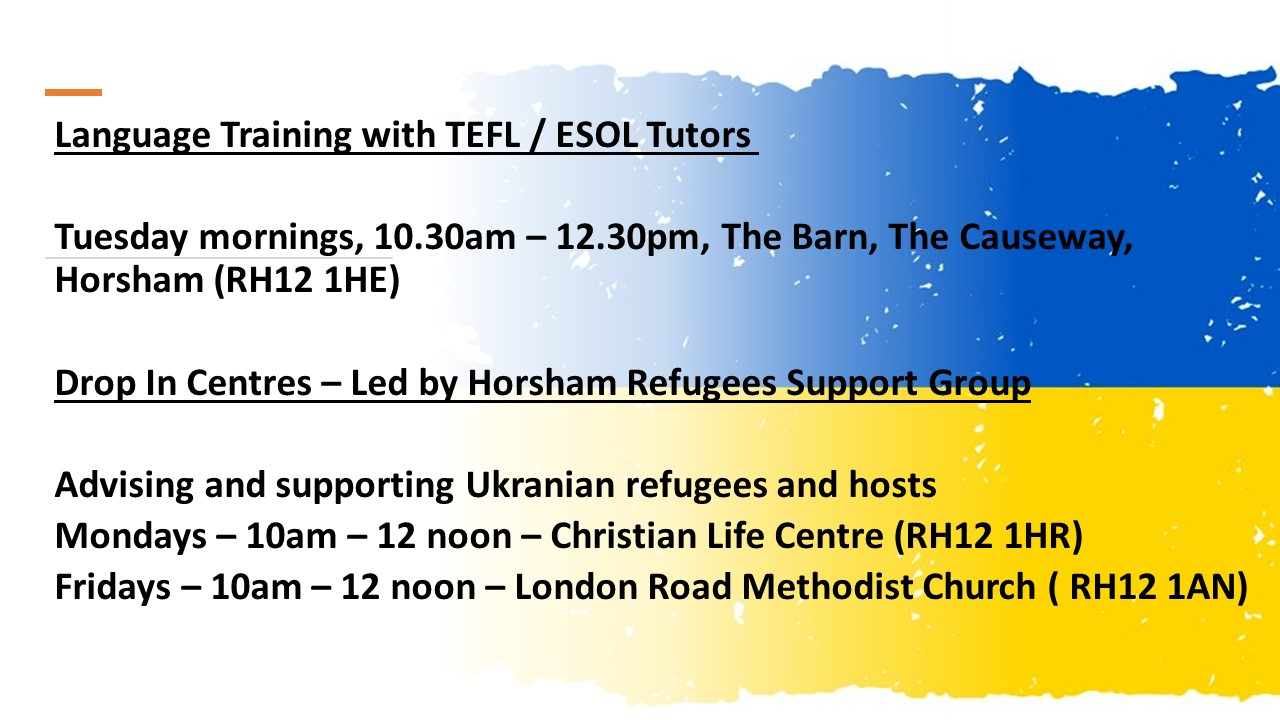 Language Training with TEFL / ESOL Tutors
Tuesday mornings, 10.30am – 12.30pm, The Barn, The Causeway,
Horsham (RH12 1HE)
Drop In Centres – Led by Horsham Refugees Support Group
Advising and supporting Ukranian refugees and hosts
Mondays – 10am – 12 noon – Christian Life Centre (RH12 1HR)
Fridays – 10am – 12 noon – London Road Methodist Church ( RH12 1AN)